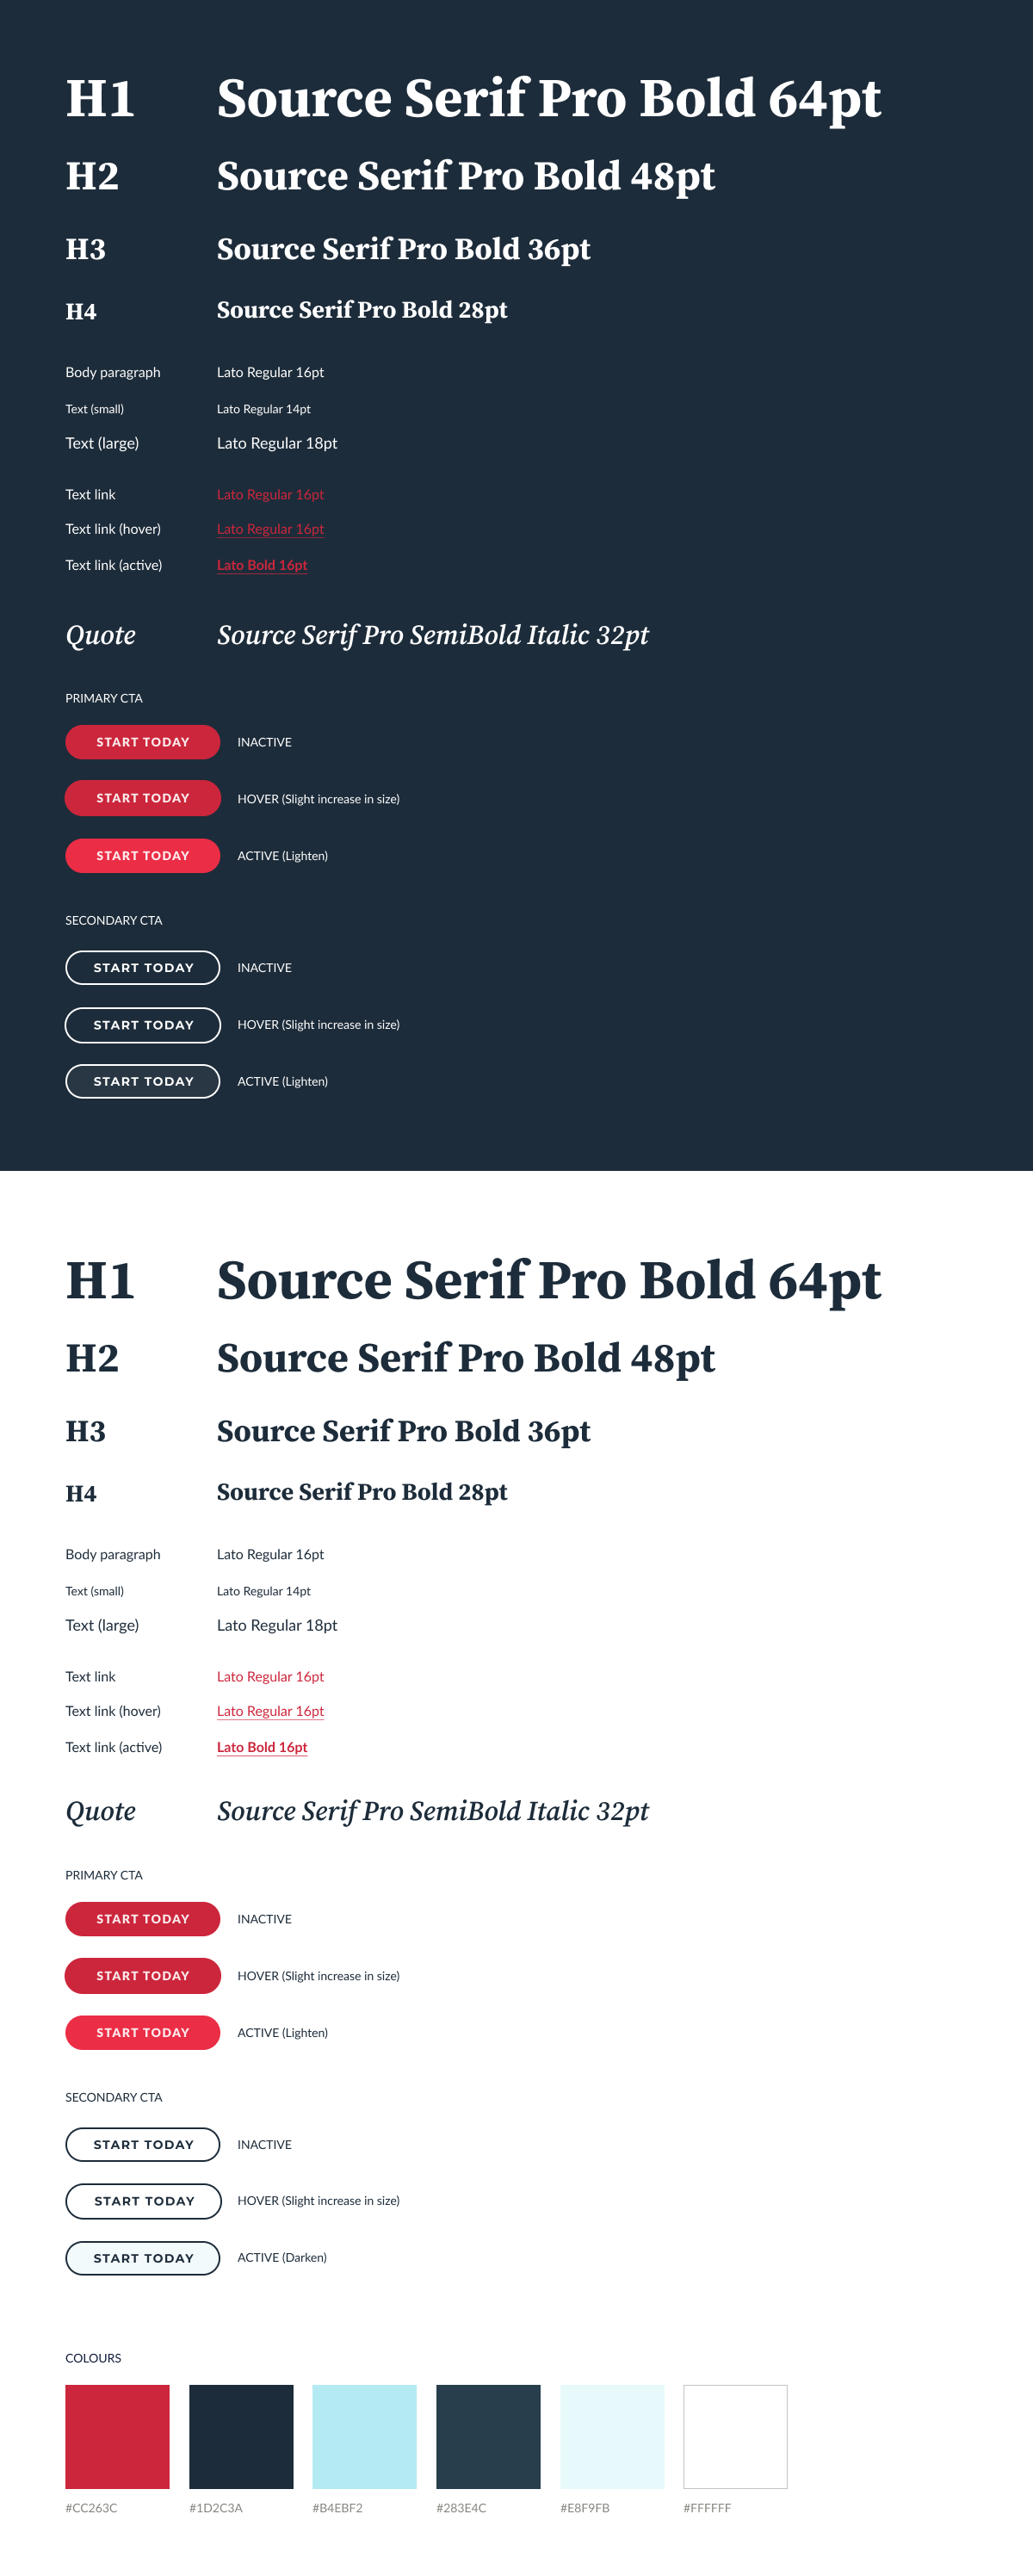 H1 Source Serif Pro Bold 64pt
H2 Source Serif Pro Bold 48pt
H3 Source Serif Pro Bold 36pt
H4 Source Serif Pro Bold 28pt
Body paragraph Lato Regular 16pt
Text (small) Lato Regular 14pt
Text (large) Lato Regular 18pt
Text link Lato Regular 16pt
Text link (hover) Lato Regular 16pt
Text link (active) Lato Bold 16pt
Quote Source Serif Pro SemiBold Italic 32pt
PRIMARY CTA
START TODAY INACTIVE
START TODAY HOVER (Slight increase in size)
START TODAY ACTIVE (Lighten)
SECONDARY CTA
START TODAY INACTIVE
START TODAY HOVER (Slight increase in size)
START TODAY ACTIVE (Lighten)
H1 Source Serif Pro Bold 64pt
H2 Source Serif Pro Bold 48pt
H3 Source Serif Pro Bold 36pt
H4 Source Serif Pro Bold 28pt
Body paragraph Lato Regular 16pt
Text (small) Lato Regular 14pt
Text (large) Lato Regular 18pt
Text link Lato Regular 16pt
Text link (hover) Lato Regular 16pt
Text link (active) Lato Bold 16pt
Quote Source Serif Pro SemiBold Italic 32pt
PRIMARY CTA
START TODAY INACTIVE
START TODAY HOVER (Slight increase in size)
START TODAY ACTIVE (Lighten)
SECONDARY CTA
START TODAY INACTIVE
START TODAY HOVER (Slight increase in size)
START TODAY ACTIVE (Darken)
COLOURS
#CC263C #1D2C3A #B4EBF2 #283E4C #E8F9FB #FFFFFF